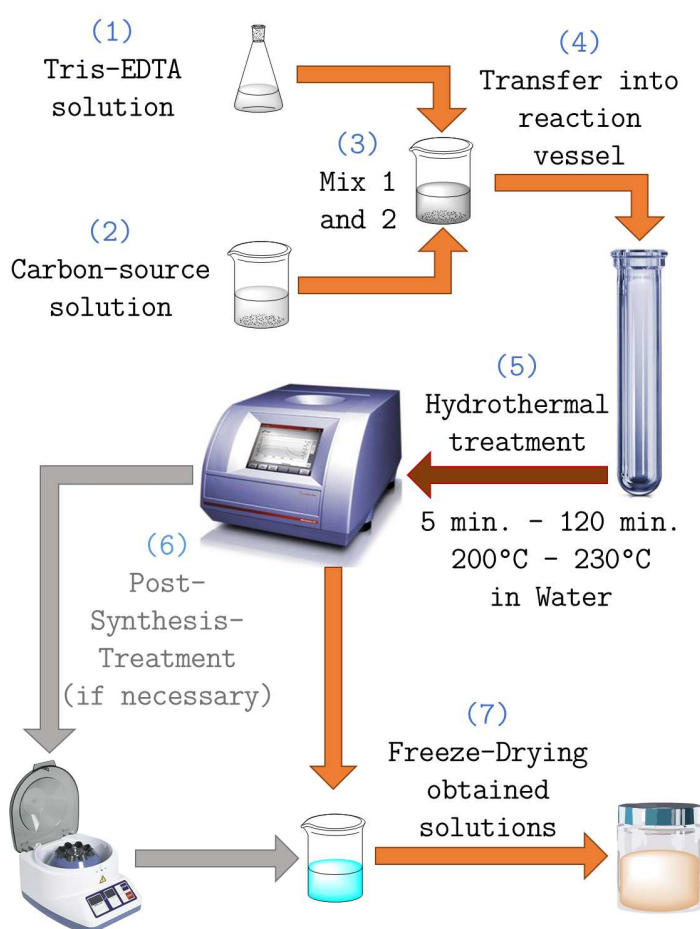 (1)
Tris-EDTA
solution
(2)
Carbon-source
solution
(3)
Mix 1
and 2
(4)
Transfer into
reaction
vessel
(5)
Hydrothermal
treatment
5 min. - 120 min.
200°C - 230°C
in Water
(6)
Post-
Synthesis-
Treatment
(if necessary)
(7)
Freeze-Drying
obtained
solutions